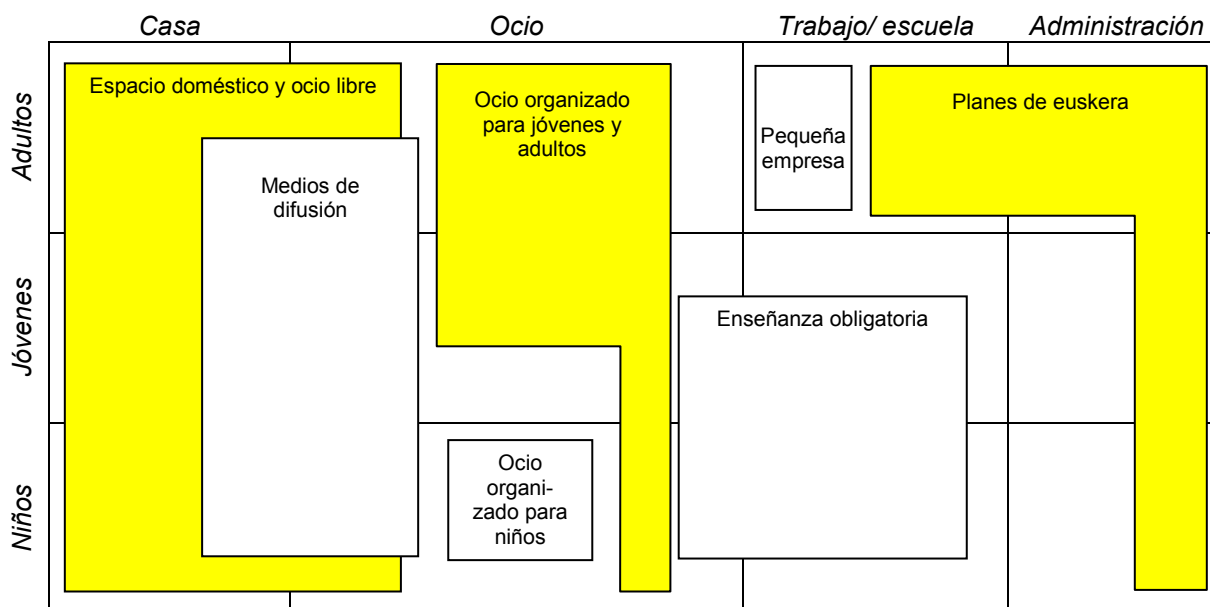 Casa
Ocio
Trabajo/ escuela
Administración
Adultos
Espacio doméstico y ocio libre
Medios de
difusión
Ocio organizado
para jóvenes y
adultos
Pequeña
empresa
Planes de euskera
Jóvenes
Enseñanza obligatoria
Niños
Ocio
organi-
zado para
niños